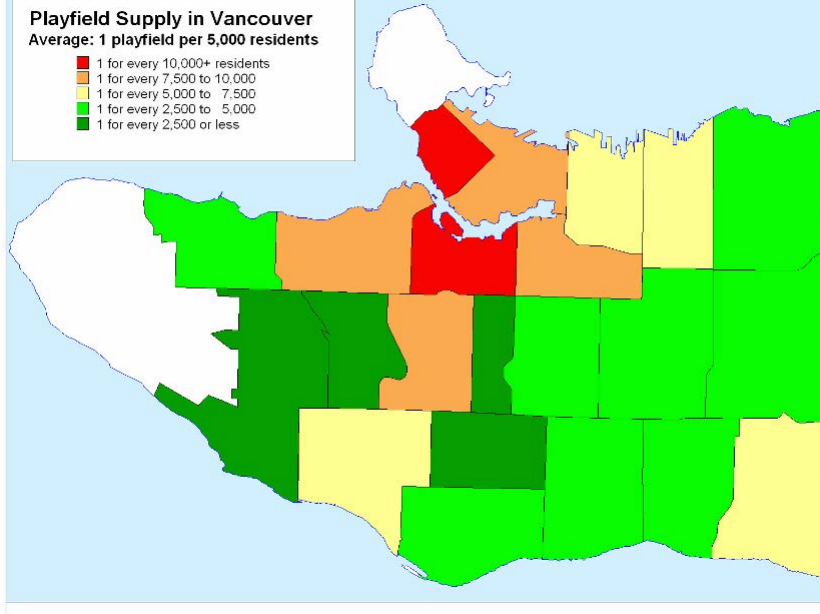 Playfield Supply in Vancouver
Average: 1 playfield per 5,000 residents
1 for every 10,000+ residents
1 for every 7,500 to 10,000
1 for every 5,000 to 7,500
1 for every 2,500 to 5,000
1 for every 2,500 or less